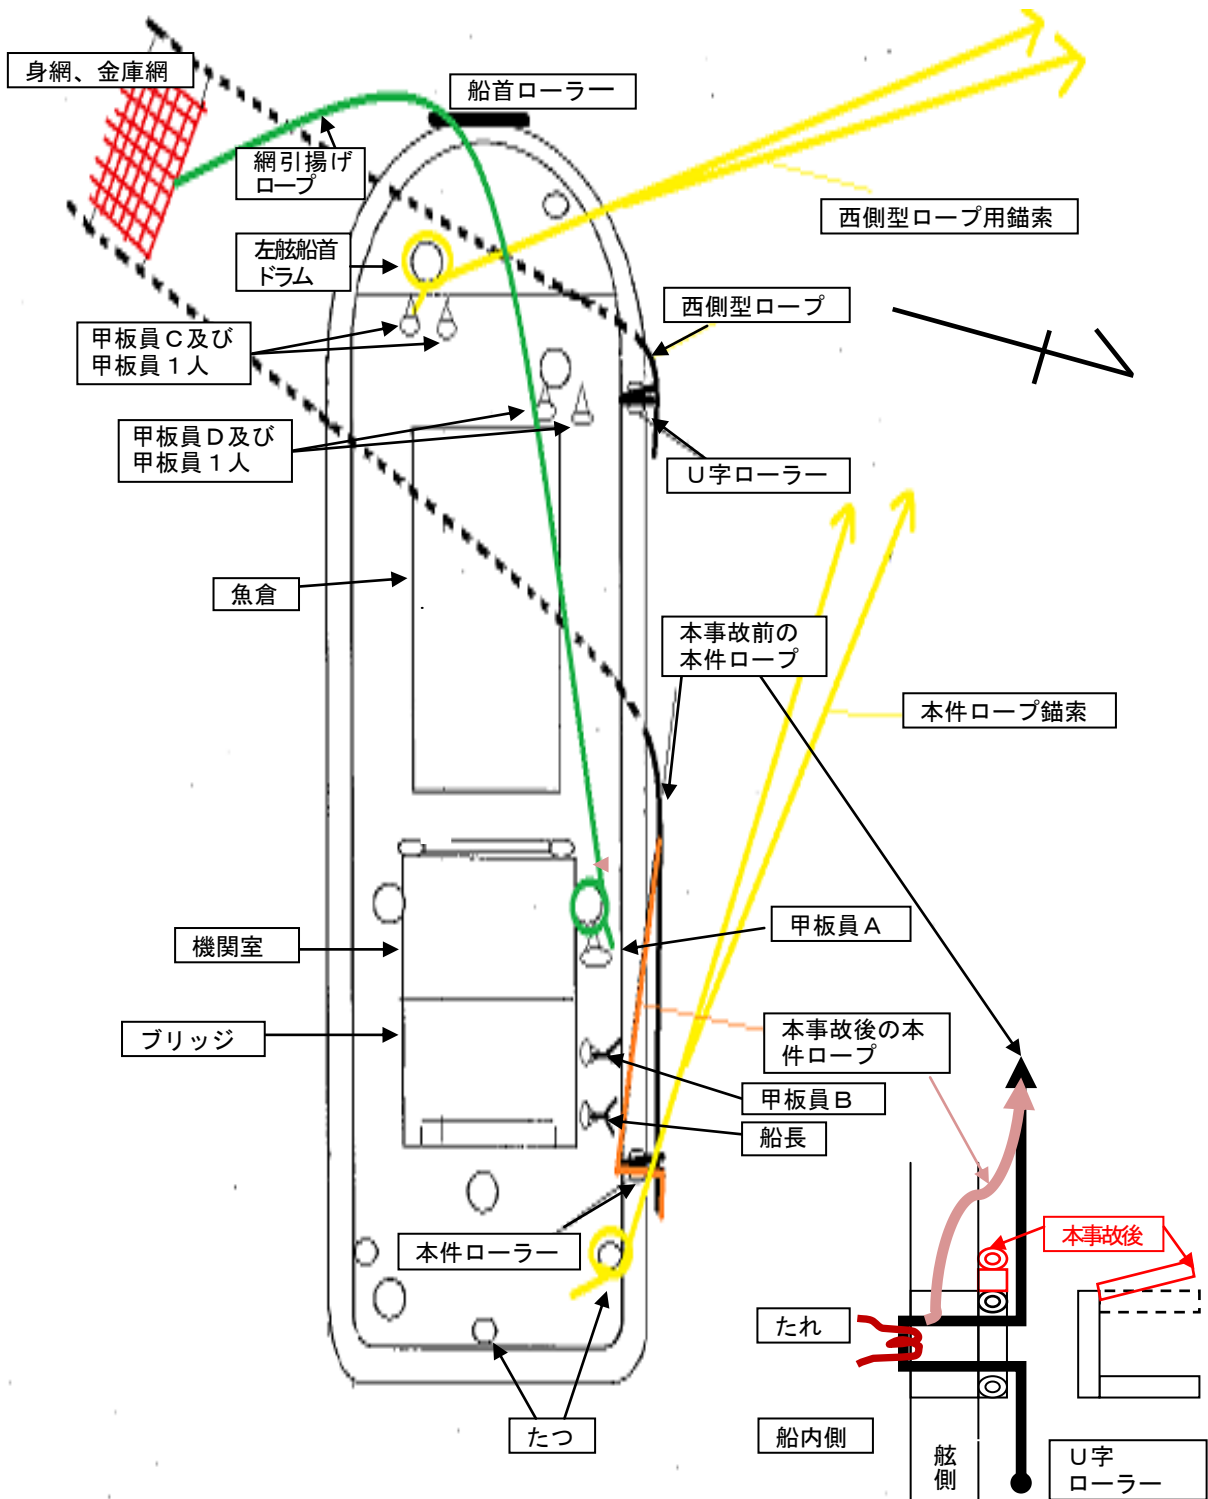 身網、金庫網
船首ローラー
網引揚げ
ロープ
西側型ロープ用錨索
左舷船首
ドラム
西側型ロープ
甲板員C及び
甲板員1人
甲板員D及び
甲板員1人
U字ローラー
魚倉
本事故前の
本件ロープ
本件ロープ錨索
甲板員A
機関室
本事故後の本
件ロープ
ブリッジ
甲板員B
船長
本件ローラー
本事故後
たれ
たつ
船内側
舷側
U字
ローラー